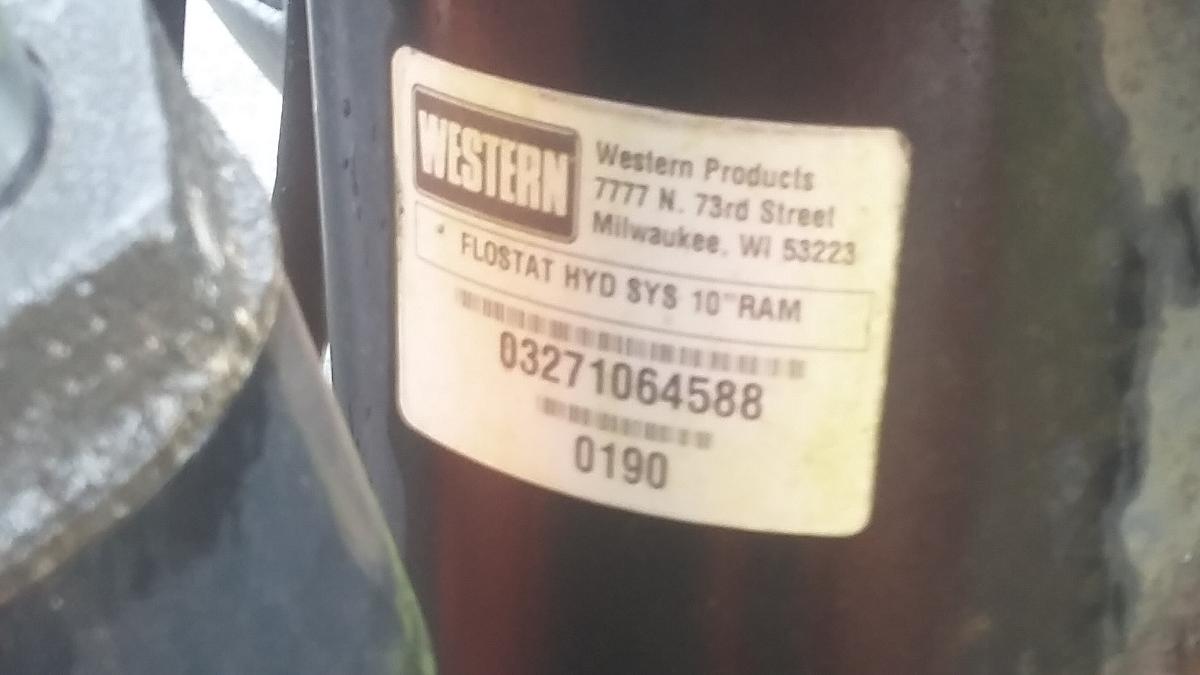 WESTERN
Western Products
7777 N. 73rd Street
Milwaukee, WI 53223
FLOSTAT HYD SYS 10" RAM
03271064588
0190